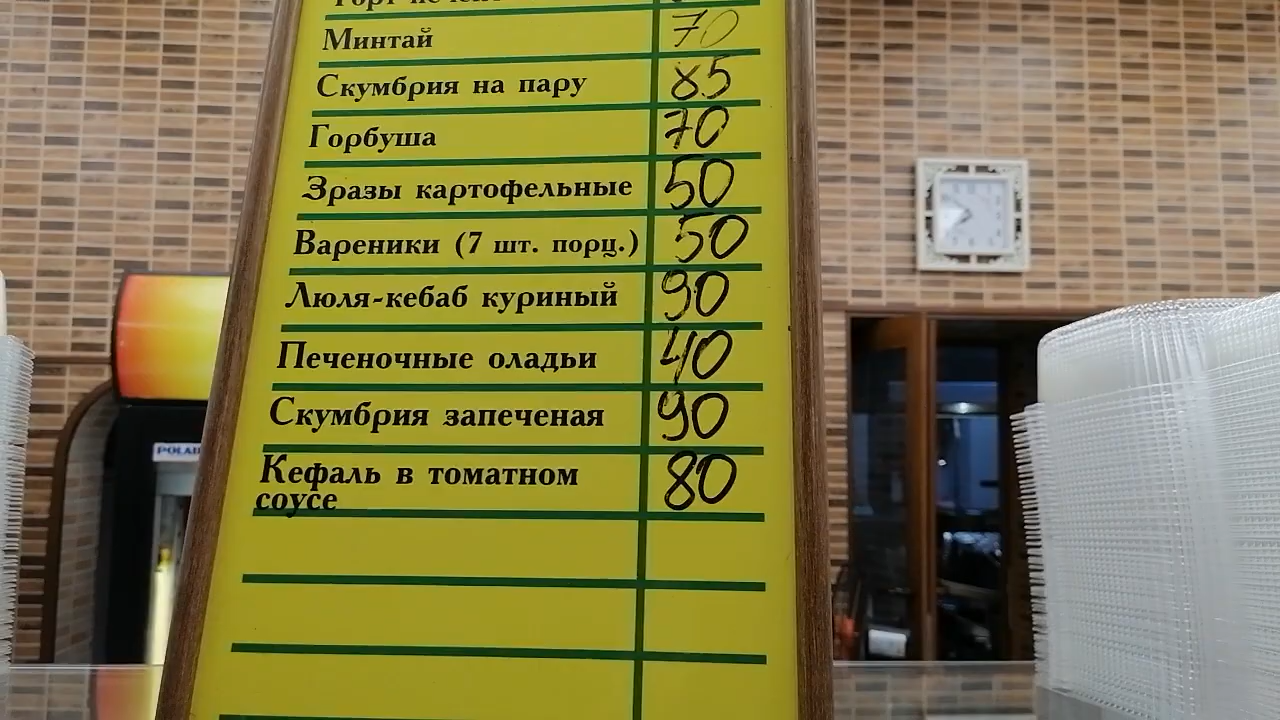 Минтай 70
Скумбрия на пару 85
Горбуша 70
Зразы картофельные 50
Вареники (7 шт. порц.) 50
Люля-кебаб куриный 90
Печеночные оладьи 40
Скумбрия запеченая 90
Кефаль в томатном 80
соусе